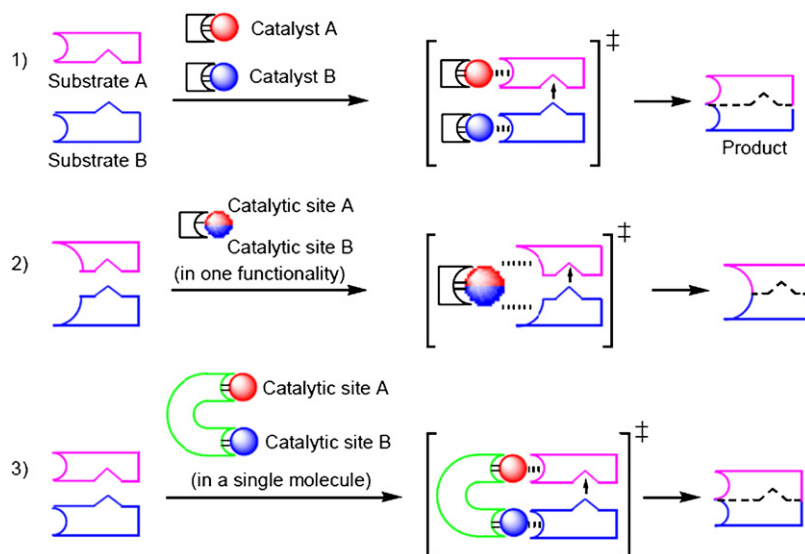 1)
Substrate A
Substrate B
Catalyst A
Catalyst B
‡
Product
2)
Catalytic site A
Catalytic site B
(in one functionality)
‡
3)
Catalytic site A
Catalytic site B
(in a single molecule)
‡